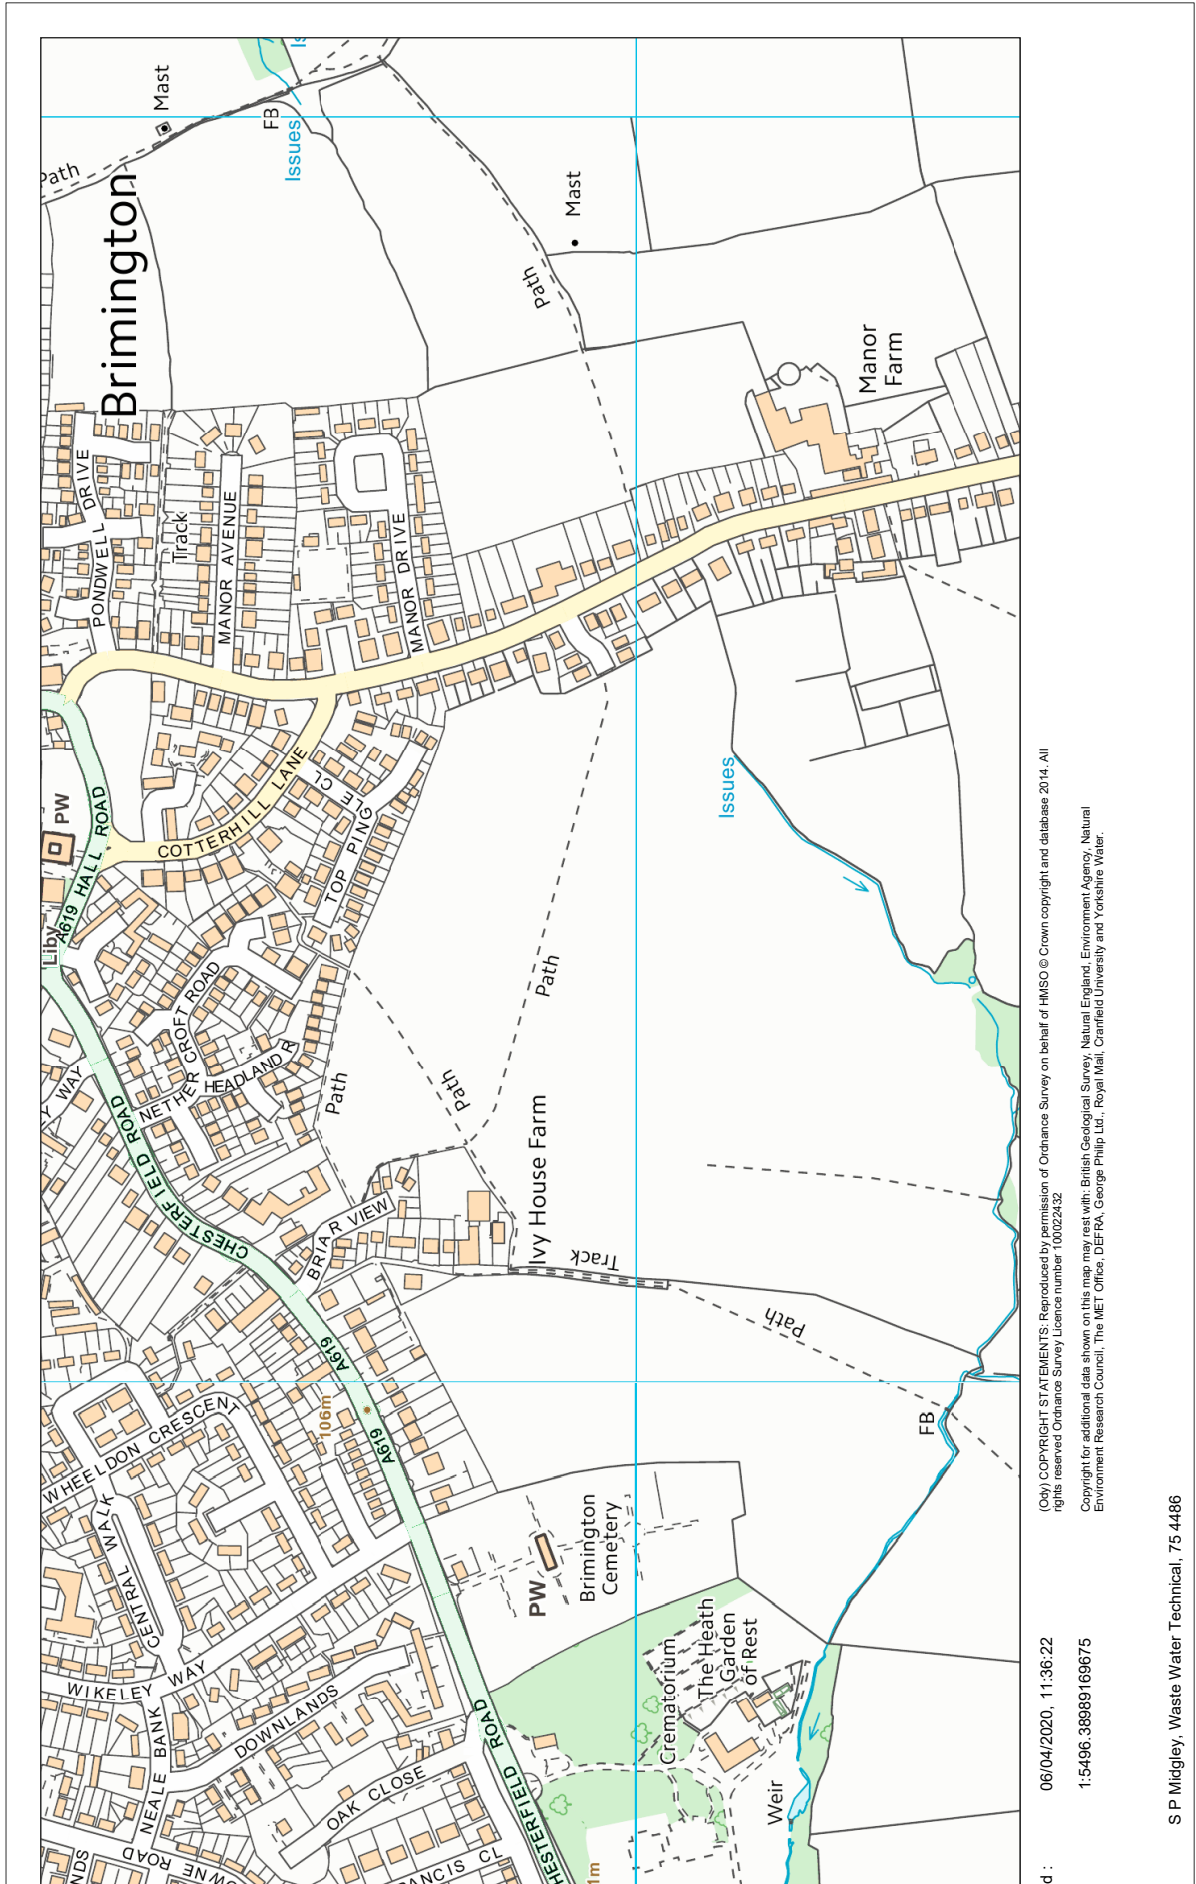 Mast
Path
FB
Issues
Brimington
Mast
Path
Manor
Farm
PONDWELL DRIVE
Track
MANOR AVENUE
MANOR DRIVE
PW
A619 HALL ROAD
Liby
COTTERHILL LANE
TOP PINGLE CL
Issues
NETHER CROFT ROAD
HEADLAND R
Path
Path
Path
Y WAY
CHESTERFIELD ROAD
BRIAR VIEW
Ivy House Farm
Track
Path
A619
106m
A619
FB
WHEELDON CRESCENT
CENTRAL WALK
WIKELEY WAY
PW
Brimington
Cemetery
NEALE BANK
DOWNLANDS
OAK CLOSE
CHESTERFIELD ROAD
Crematorium
The Heath
Garden
of Rest
Weir
NDS
OWNE ROAD
ANCIS CL
1m
(Ody) COPYRIGHT STATEMENTS: Reproduced by permission of Ordnance Survey on behalf of HMSO © Crown copyright and database 2014. All
rights reserved Ordnance Survey Licence number 100022432
Copyright for additional data shown on this map may rest with: British Geological Survey, Natural England, Environment Agency, Natural
Environment Research Council, The MET Office, DEFRA, George Philip Ltd., Royal Mail, Cranfield University and Yorkshire Water.
d :
06/04/2020, 11:36:22
1:5496.38989169675
S P Midgley, Waste Water Technical, 75 4486